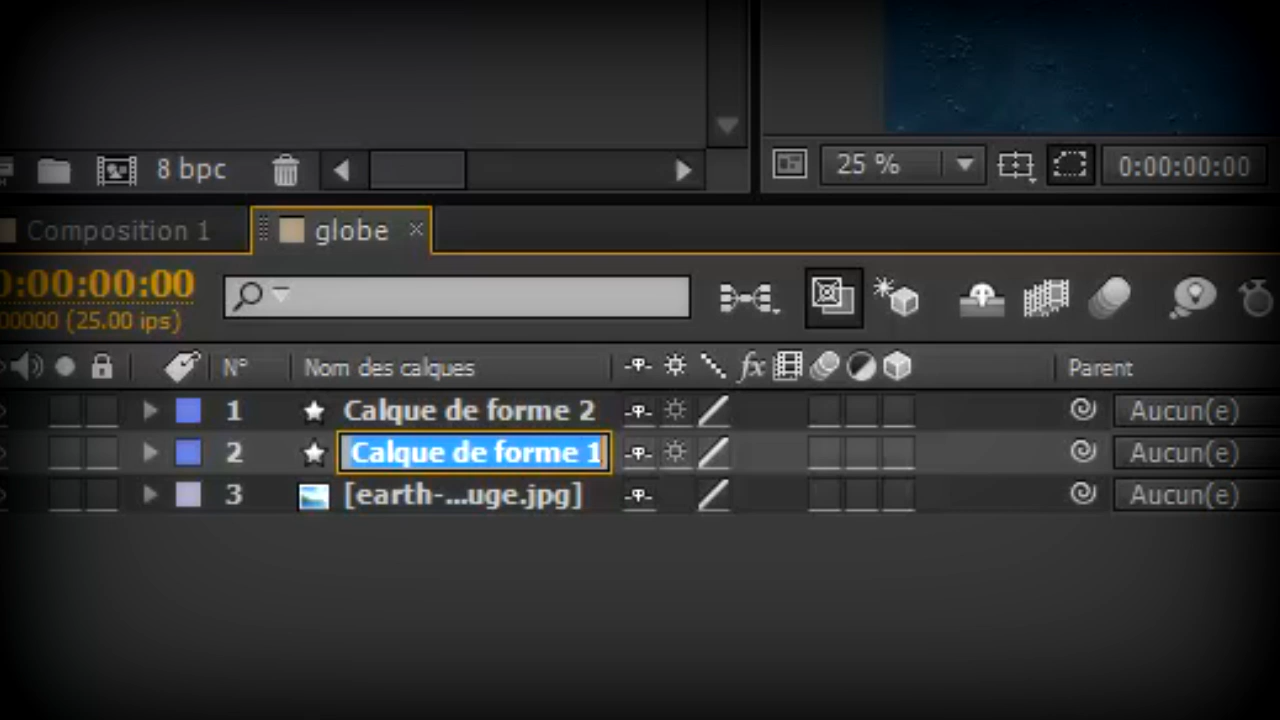 8 bpc
25 %
0:00:00:00
Composition 1
globe
0:00:00:00
00000 (25.00 ips)
N° Nom des calques fx Parent
1 Calque de forme 2 Aucun(e)
2 Calque de forme 1 Aucun(e)
3 [earth-...uge.jpg] Aucun(e)